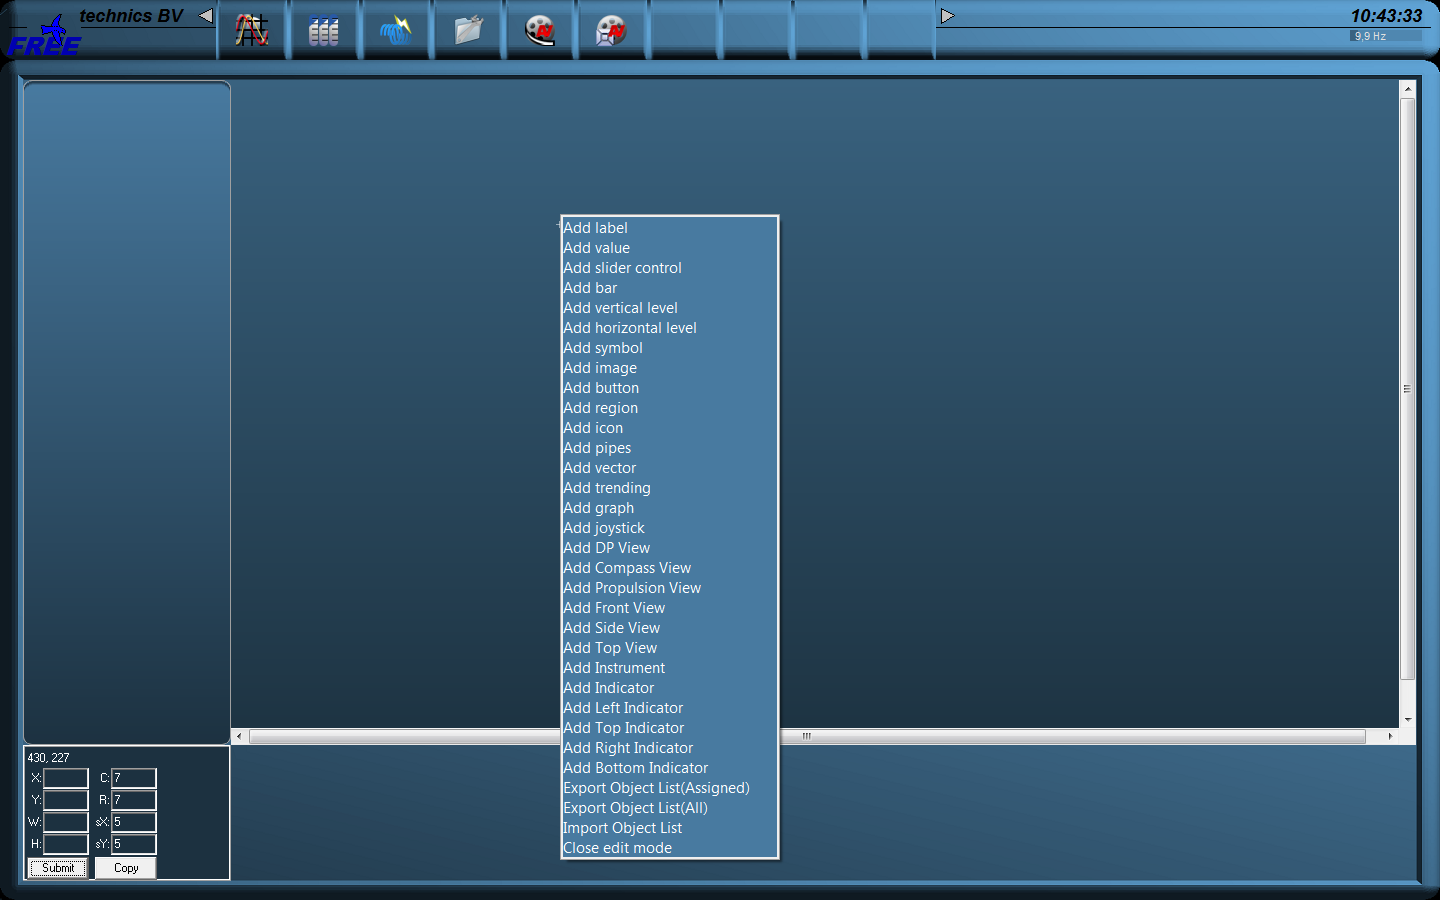 technics BV
FREE
10:43:33
9,9 Hz
Add label
Add value
Add slider control
Add bar
Add vertical level
Add horizontal level
Add symbol
Add image
Add button
Add region
Add icon
Add pipes
Add vector
Add trending
Add graph
Add joystick
Add DP View
Add Compass View
Add Propulsion View
Add Front View
Add Side View
Add Top View
Add Instrument
Add Indicator
Add Left Indicator
Add Top Indicator
Add Right Indicator
Add Bottom Indicator
Export Object List(Assigned)
Export Object List(All)
Import Object List
Close edit mode
430, 227
X: C: 7
Y: R: 7
W: sX: 5
H: sY: 5
Submit Copy